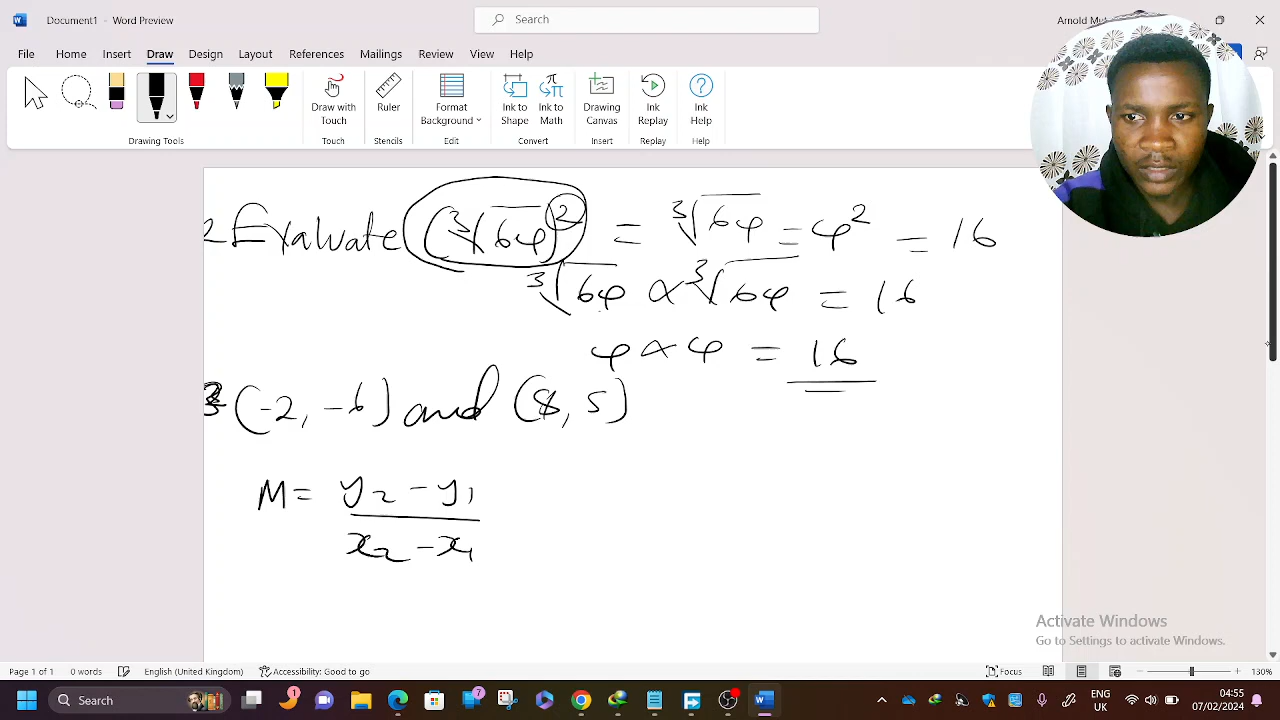 Document1 - Word Preview
Search
Arnold Mu
File Home Insert Draw Design Layout References Mailings Review View Help
Draw with Touch
Ruler
Format Background
Ink to Shape
Ink to Math
Drawing Canvas
Ink Replay
Ink Help
Drawing Tools
Touch
Stencils
Edit
Convert
Insert
Replay
Help
2 Evaluate (∛64)² = ∛64 = 4² = 16
∛64 × ∛64 = 16
4 × 4 = 16
3 (-2, -6) and (8, 5)
M = y₂ - y₁
x₂ - x₁
Activate Windows
Go to Settings to activate Windows.
Page 1 of 1 0 words English (United Kingdom) Accessibility: Good to go Focus 130%
Search
ENG UK
04:55
07/02/2024